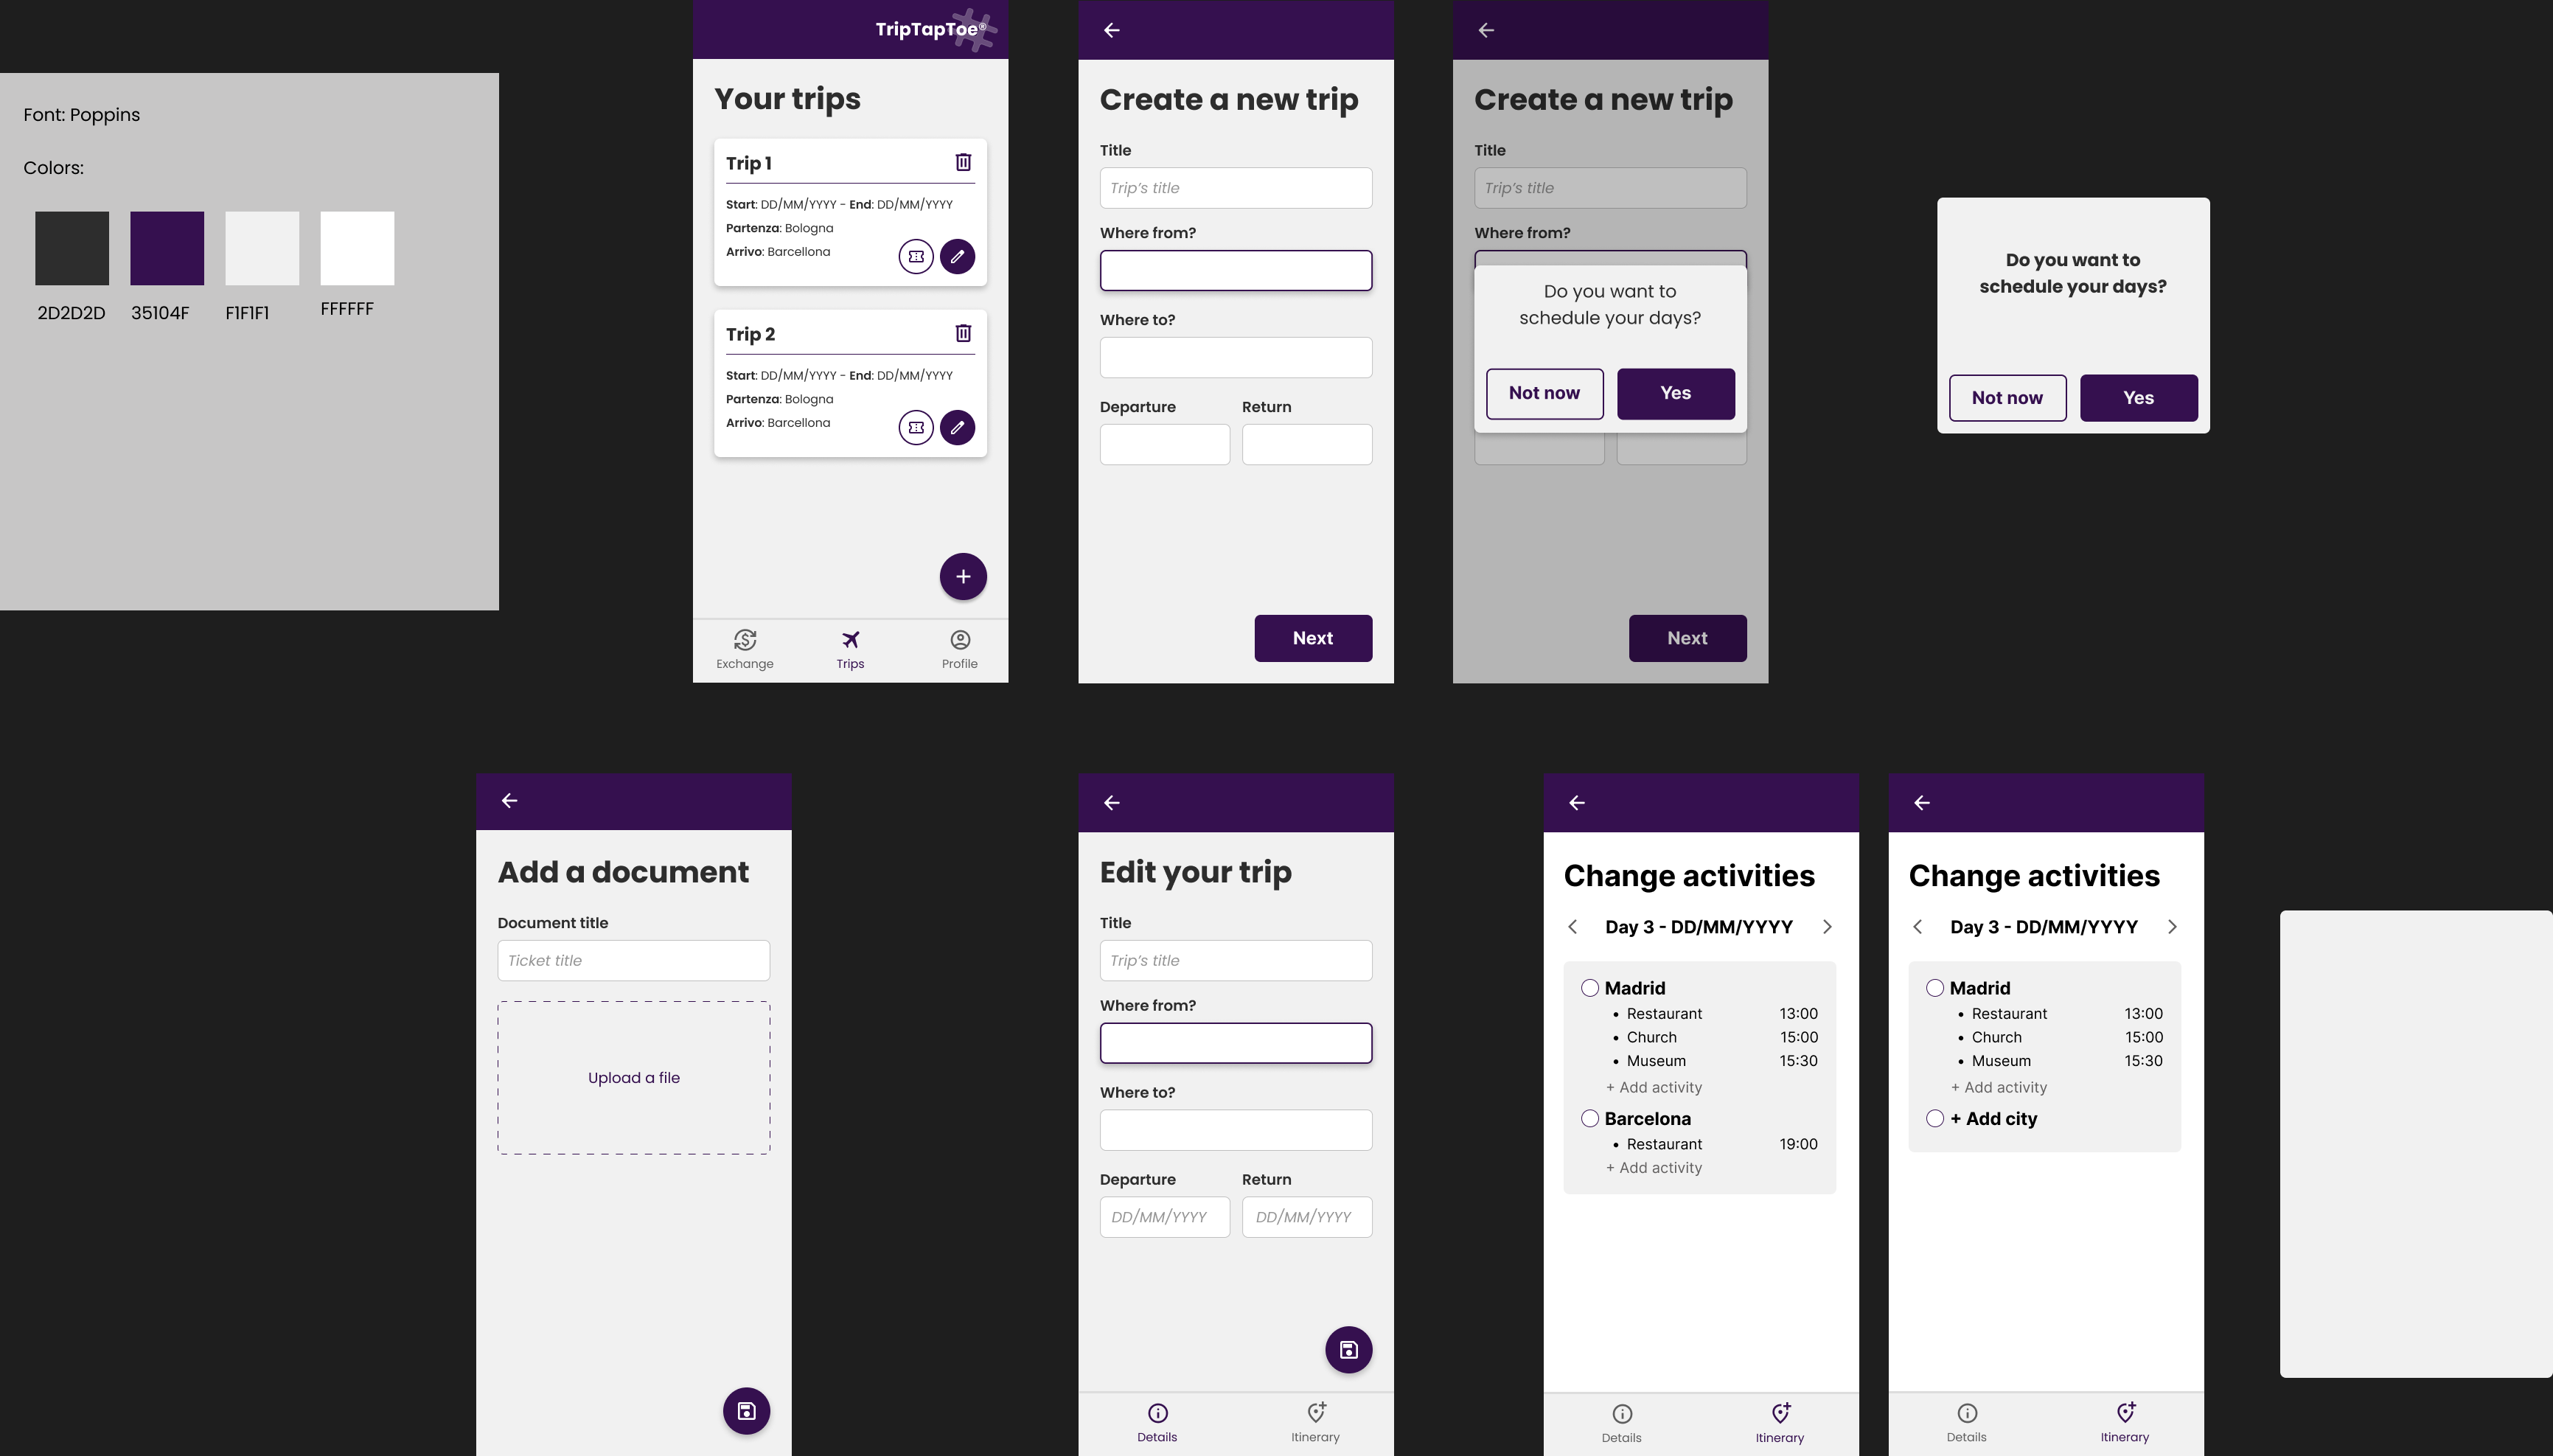 Font: Poppins
Colors:
2D2D2D 35104F F1F1F1 FFFFFF
TripTapToe®
Your trips
Trip 1
Start: DD/MM/YYYY - End: DD/MM/YYYY
Partenza: Bologna
Arrivo: Barcellona
Trip 2
Start: DD/MM/YYYY - End: DD/MM/YYYY
Partenza: Bologna
Arrivo: Barcellona
Exchange Trips Profile
Create a new trip
Title
Trip's title
Where from?
Where to?
Departure Return
Next
Create a new trip
Title
Trip's title
Where from?
Do you want to
schedule your days?
Not now Yes
Next
Do you want to
schedule your days?
Not now Yes
Add a document
Document title
Ticket title
Upload a file
Edit your trip
Title
Trip's title
Where from?
Where to?
Departure Return
DD/MM/YYYY DD/MM/YYYY
Details Itinerary
Change activities
Day 3 - DD/MM/YYYY
Madrid
• Restaurant 13:00
• Church 15:00
• Museum 15:30
+ Add activity
Barcelona
• Restaurant 19:00
+ Add activity
Details Itinerary
Change activities
Day 3 - DD/MM/YYYY
Madrid
• Restaurant 13:00
• Church 15:00
• Museum 15:30
+ Add activity
+ Add city
Details Itinerary